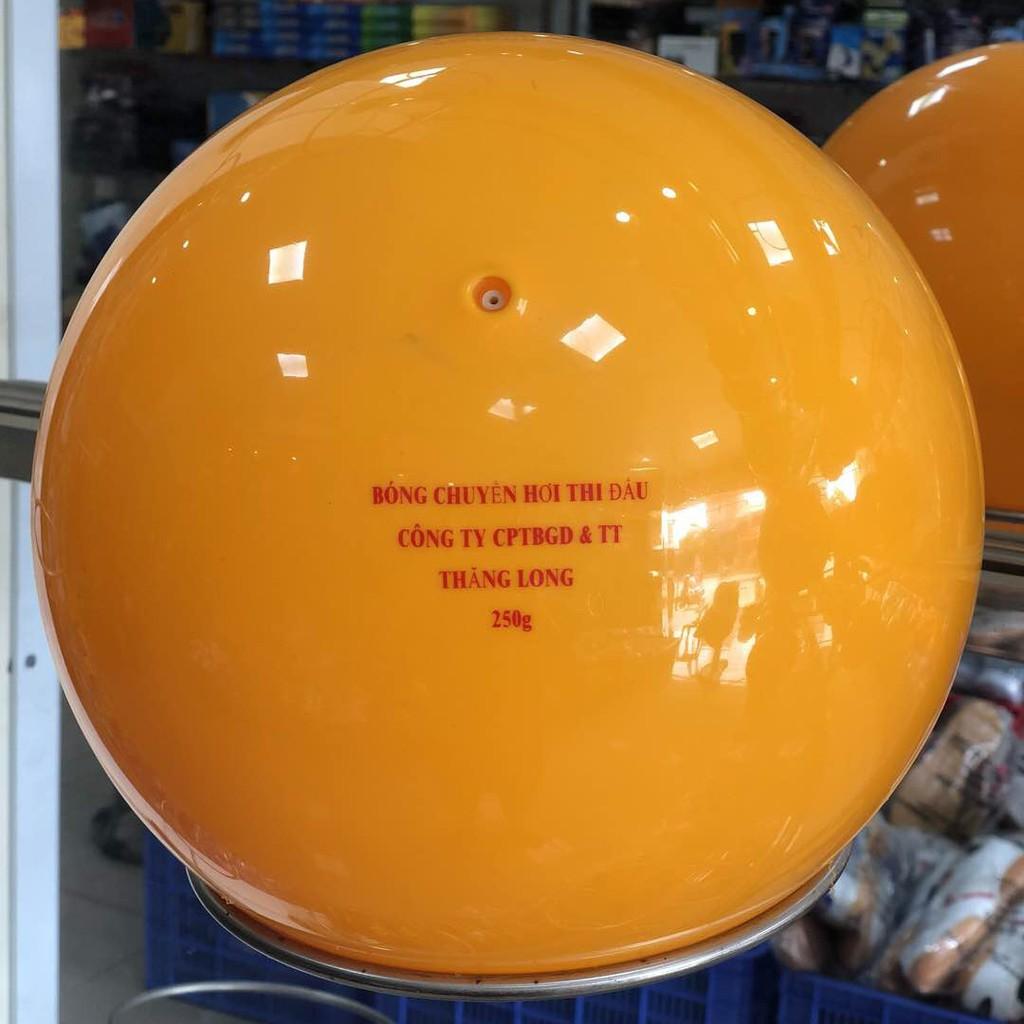 BÓNG CHUYỀN HƠI THI ĐẤU
CÔNG TY CPTBGD & TT
THĂNG LONG
250g